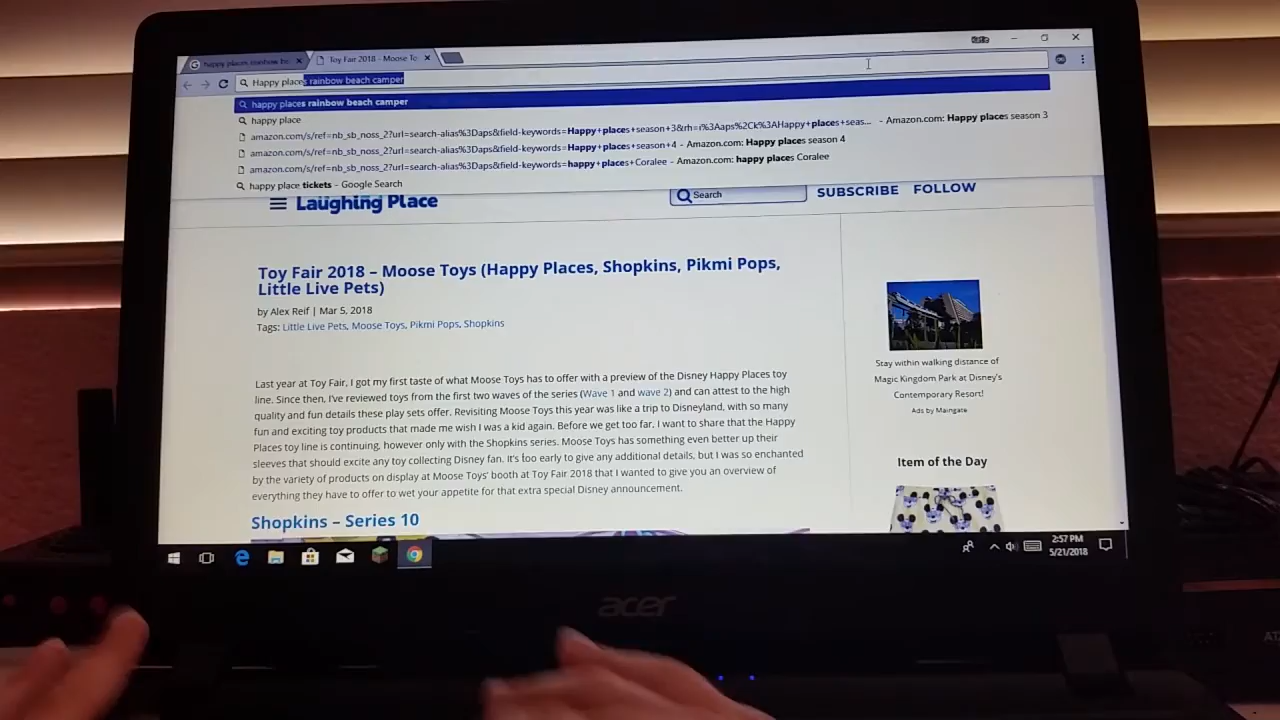 happy places rainbow be
Toy Fair 2018 - Moose To
Happy places rainbow beach camper
happy places rainbow beach camper
happy place
amazon.com/s/ref=nb_sb_noss_2?url=search-alias%3Daps&field-keywords=Happy+places+season+3&rh=i%3Aaps%2Ck%3AHappy+places+seas... - Amazon.com: Happy places season 3
amazon.com/s/ref=nb_sb_noss_2?url=search-alias%3Daps&field-keywords=Happy+places+season+4 - Amazon.com: Happy places season 4
amazon.com/s/ref=nb_sb_noss_2?url=search-alias%3Daps&field-keywords=happy+places+Coralee - Amazon.com: happy places Coralee
happy place tickets - Google Search
Laughing Place
Search
SUBSCRIBE FOLLOW
Toy Fair 2018 – Moose Toys (Happy Places, Shopkins, Pikmi Pops,
Little Live Pets)
by Alex Reif | Mar 5, 2018
Tags: Little Live Pets, Moose Toys, Pikmi Pops, Shopkins
Last year at Toy Fair, I got my first taste of what Moose Toys has to offer with a preview of the Disney Happy Places toy
line. Since then, I've reviewed toys from the first two waves of the series (Wave 1 and wave 2) and can attest to the high
quality and fun details these play sets offer. Revisiting Moose Toys this year was like a trip to Disneyland, with so many
fun and exciting toy products that made me wish I was a kid again. Before we get too far, I want to share that the Happy
Places toy line is continuing, however only with the Shopkins series. Moose Toys has something even better up their
sleeves that should excite any toy collecting Disney fan. It's too early to give any additional details, but I was so enchanted
by the variety of products on display at Moose Toys' booth at Toy Fair 2018 that I wanted to give you an overview of
everything they have to offer to wet your appetite for that extra special Disney announcement.
Shopkins – Series 10
Stay within walking distance of
Magic Kingdom Park at Disney's
Contemporary Resort!
Ads by Maingate
Item of the Day
2:57 PM
5/21/2018
acer